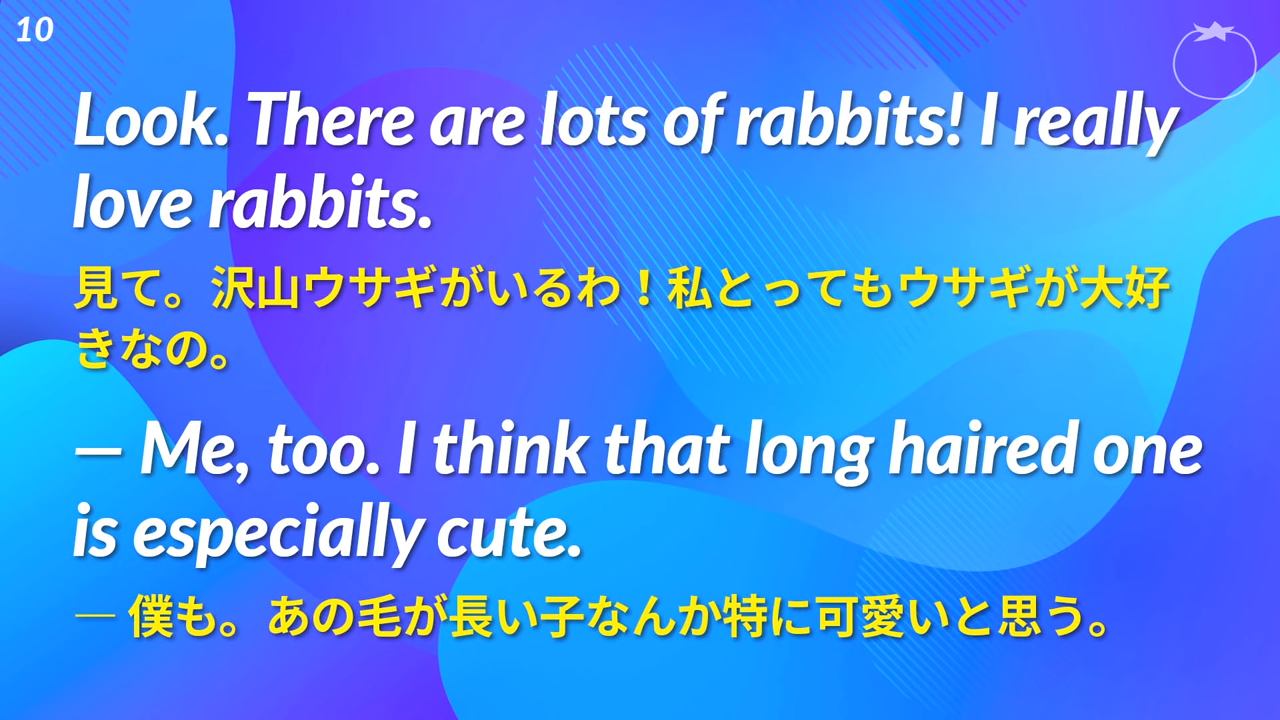 10
Look. There are lots of rabbits! I really
love rabbits.
見て。沢山ウサギがいるわ！私とってもウサギが大好
きなの。
— Me, too. I think that long haired one
is especially cute.
— 僕も。あの毛が長い子なんか特に可愛いと思う。